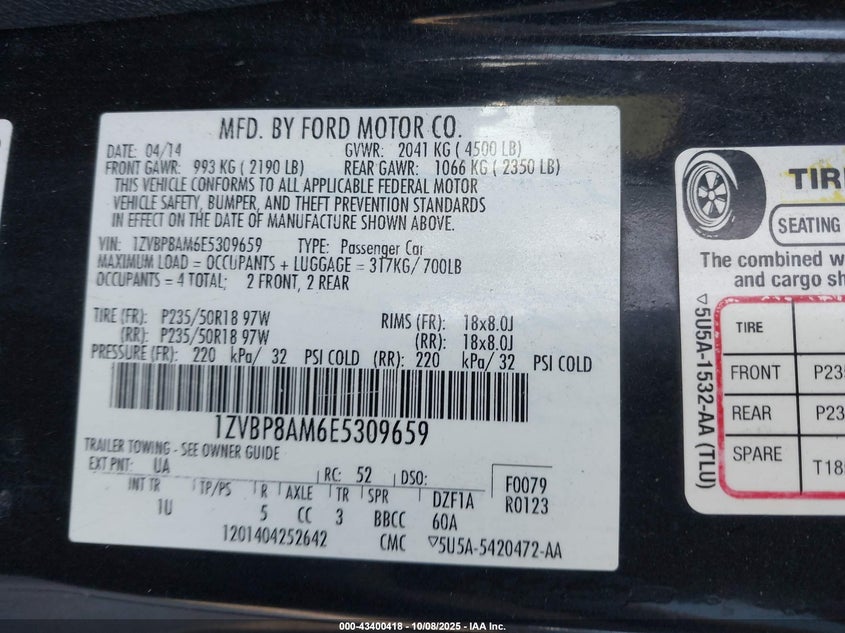 MFD. BY FORD MOTOR CO.
DATE: 04/14 GVWR: 2041 KG ( 4500 LB)
FRONT GAWR: 993 KG ( 2190 LB) REAR GAWR: 1066 KG ( 2350 LB)
THIS VEHICLE CONFORMS TO ALL APPLICABLE FEDERAL MOTOR
VEHICLE SAFETY, BUMPER, AND THEFT PREVENTION STANDARDS
IN EFFECT ON THE DATE OF MANUFACTURE SHOWN ABOVE.
VIN: 1ZVBP8AM6E5309659 TYPE: Passenger Car
MAXIMUM LOAD = OCCUPANTS + LUGGAGE = 317KG/ 700LB
OCCUPANTS = 4 TOTAL; 2 FRONT, 2 REAR
TIRE (FR): P235/50R18 97W RIMS (FR): 18x8.0J
(RR): P235/50R18 97W (RR): 18x8.0J
PRESSURE (FR): 220 kPa/ 32 PSI COLD (RR): 220 kPa/ 32 PSI COLD
1ZVBP8AM6E5309659
TRAILER TOWING - SEE OWNER GUIDE
EXT PNT: UA RC: 52 DSO: F0079
INT TR TP/PS R AXLE TR SPR DZF1A R0123
1U 5 CC 3 BBCC 60A
1201404252642 CMC ▽5U5A-5420472-AA
TIR
SEATING
The combined w
and cargo sh
TIRE
FRONT P235
REAR P23
SPARE T18
▽5U5A-1532-AA (TLU)
000-43400418 - 10/08/2025 - IAA Inc.